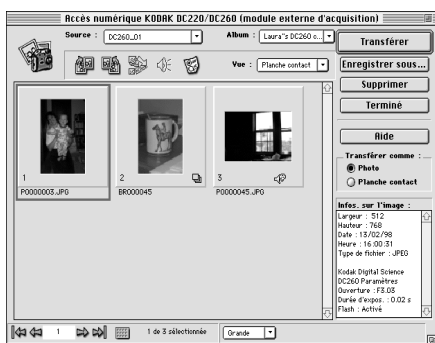 Accès numérique KODAK DC220/DC260 (module externe d'acquisition)
Source : DC260_01
Album : Laura"s DC260 c...
Vue : Planche contact
Transférer
Enregistrer sous...
Supprimer
Terminé
Aide
Transférer comme :
Photo
Planche contact
1
P0000003.JPG
2
BR000045
3
P0000045.JPG
Infos. sur l'image :
Largeur : 512
Hauteur : 768
Date : 13/02/98
Heure : 16:00:31
Type de fichier : JPEG
Kodak Digital Science
DC260 Paramètres
Ouverture : F3.03
Durée d'expos. : 0.02 s
Flash : Activé
1
1 de 3 sélectionnée
Grande